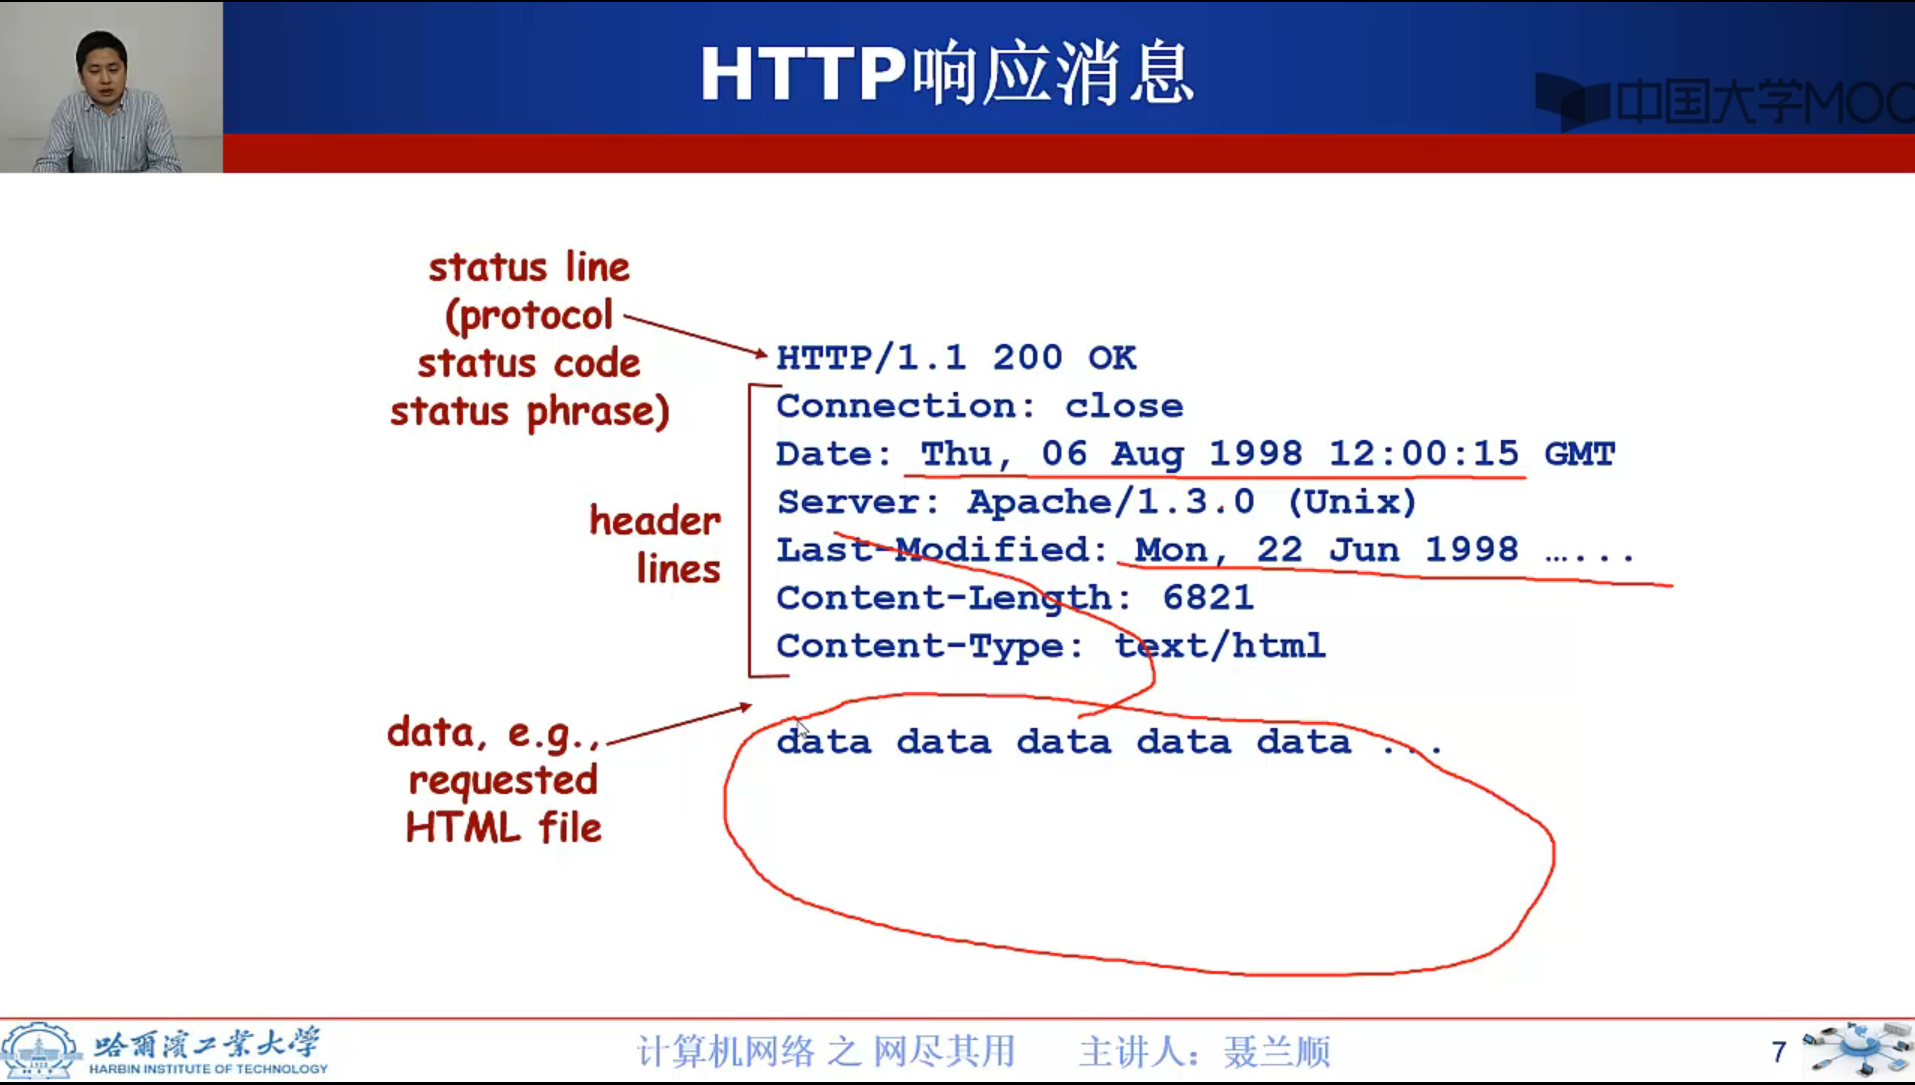 HTTP响应消息
中国大学MOOC
status line
(protocol
status code
status phrase)
HTTP/1.1 200 OK
Connection: close
Date: Thu, 06 Aug 1998 12:00:15 GMT
Server: Apache/1.3.0 (Unix)
Last-Modified: Mon, 22 Jun 1998 …...
Content-Length: 6821
Content-Type: text/html
header
lines
data, e.g.,
requested
HTML file
data data data data data ...
哈尔滨工业大学
HARBIN INSTITUTE OF TECHNOLOGY
计算机网络 之 网尽其用
主讲人：聂兰顺
7